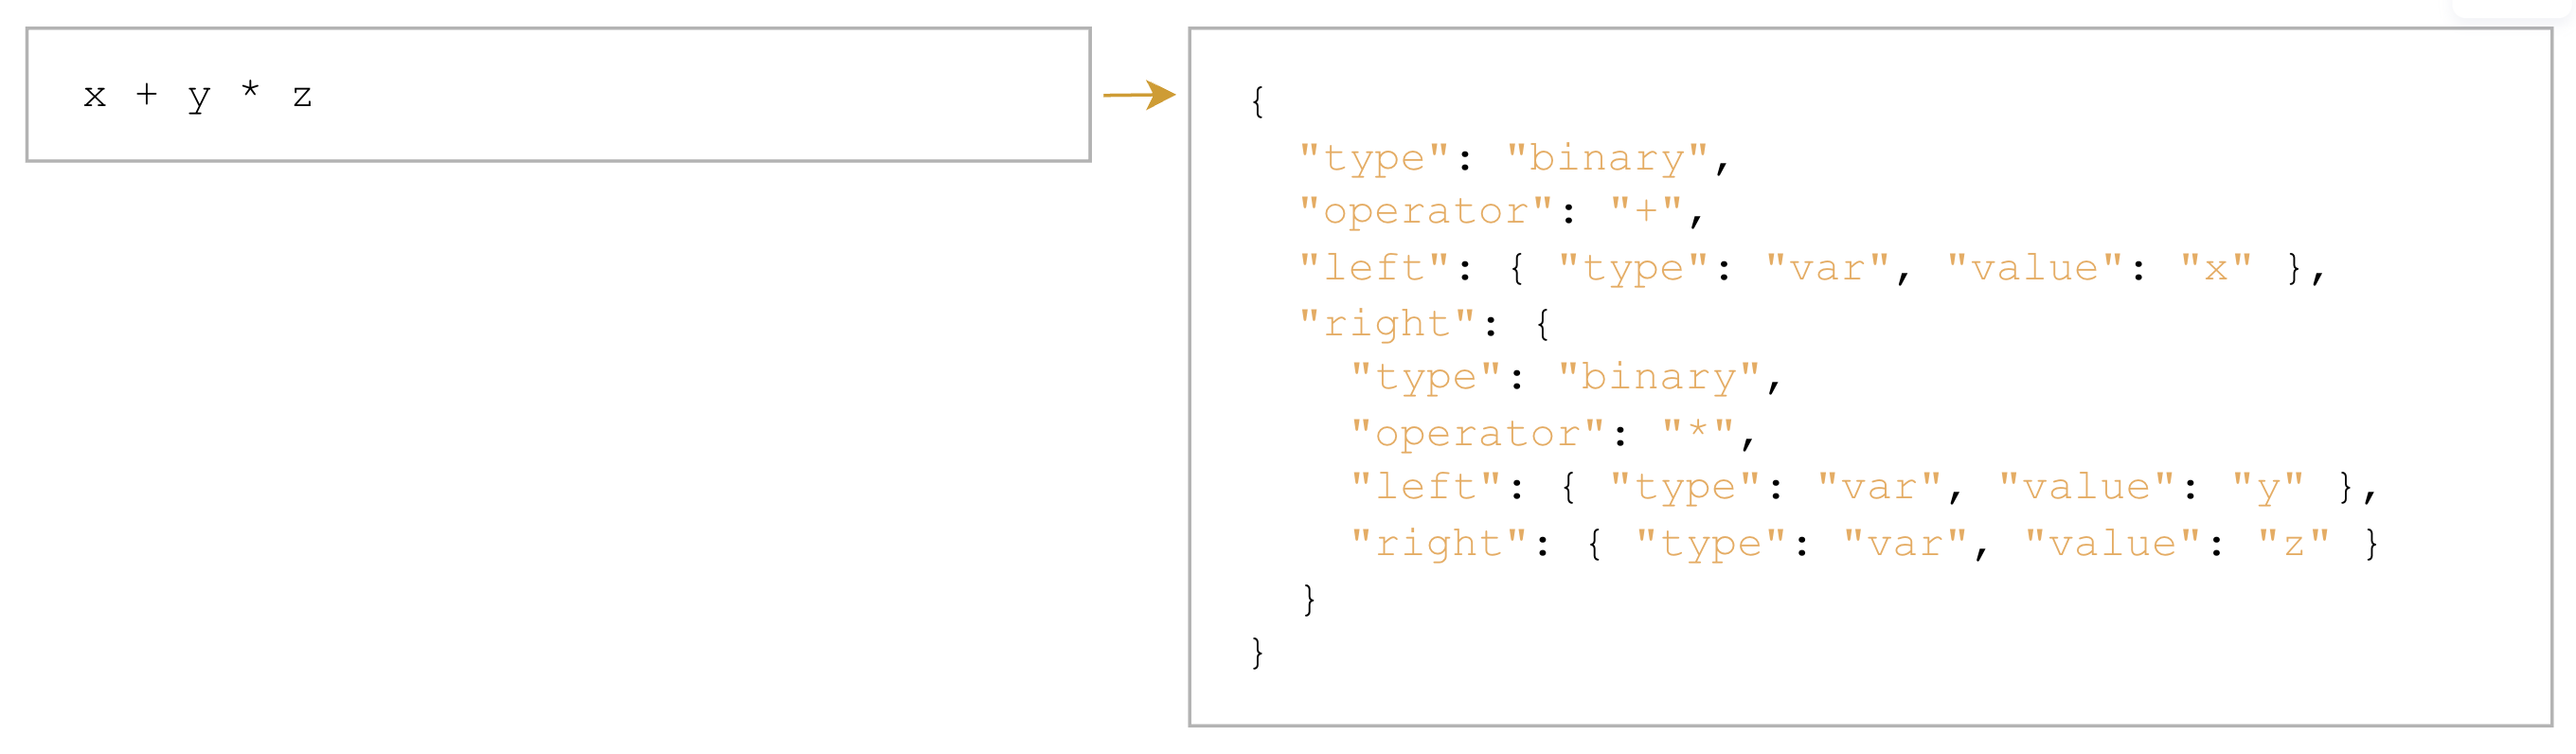 x + y * z
{
  "type": "binary",
  "operator": "+",
  "left": { "type": "var", "value": "x" },
  "right": {
    "type": "binary",
    "operator": "*",
    "left": { "type": "var", "value": "y" },
    "right": { "type": "var", "value": "z" }
  }
}